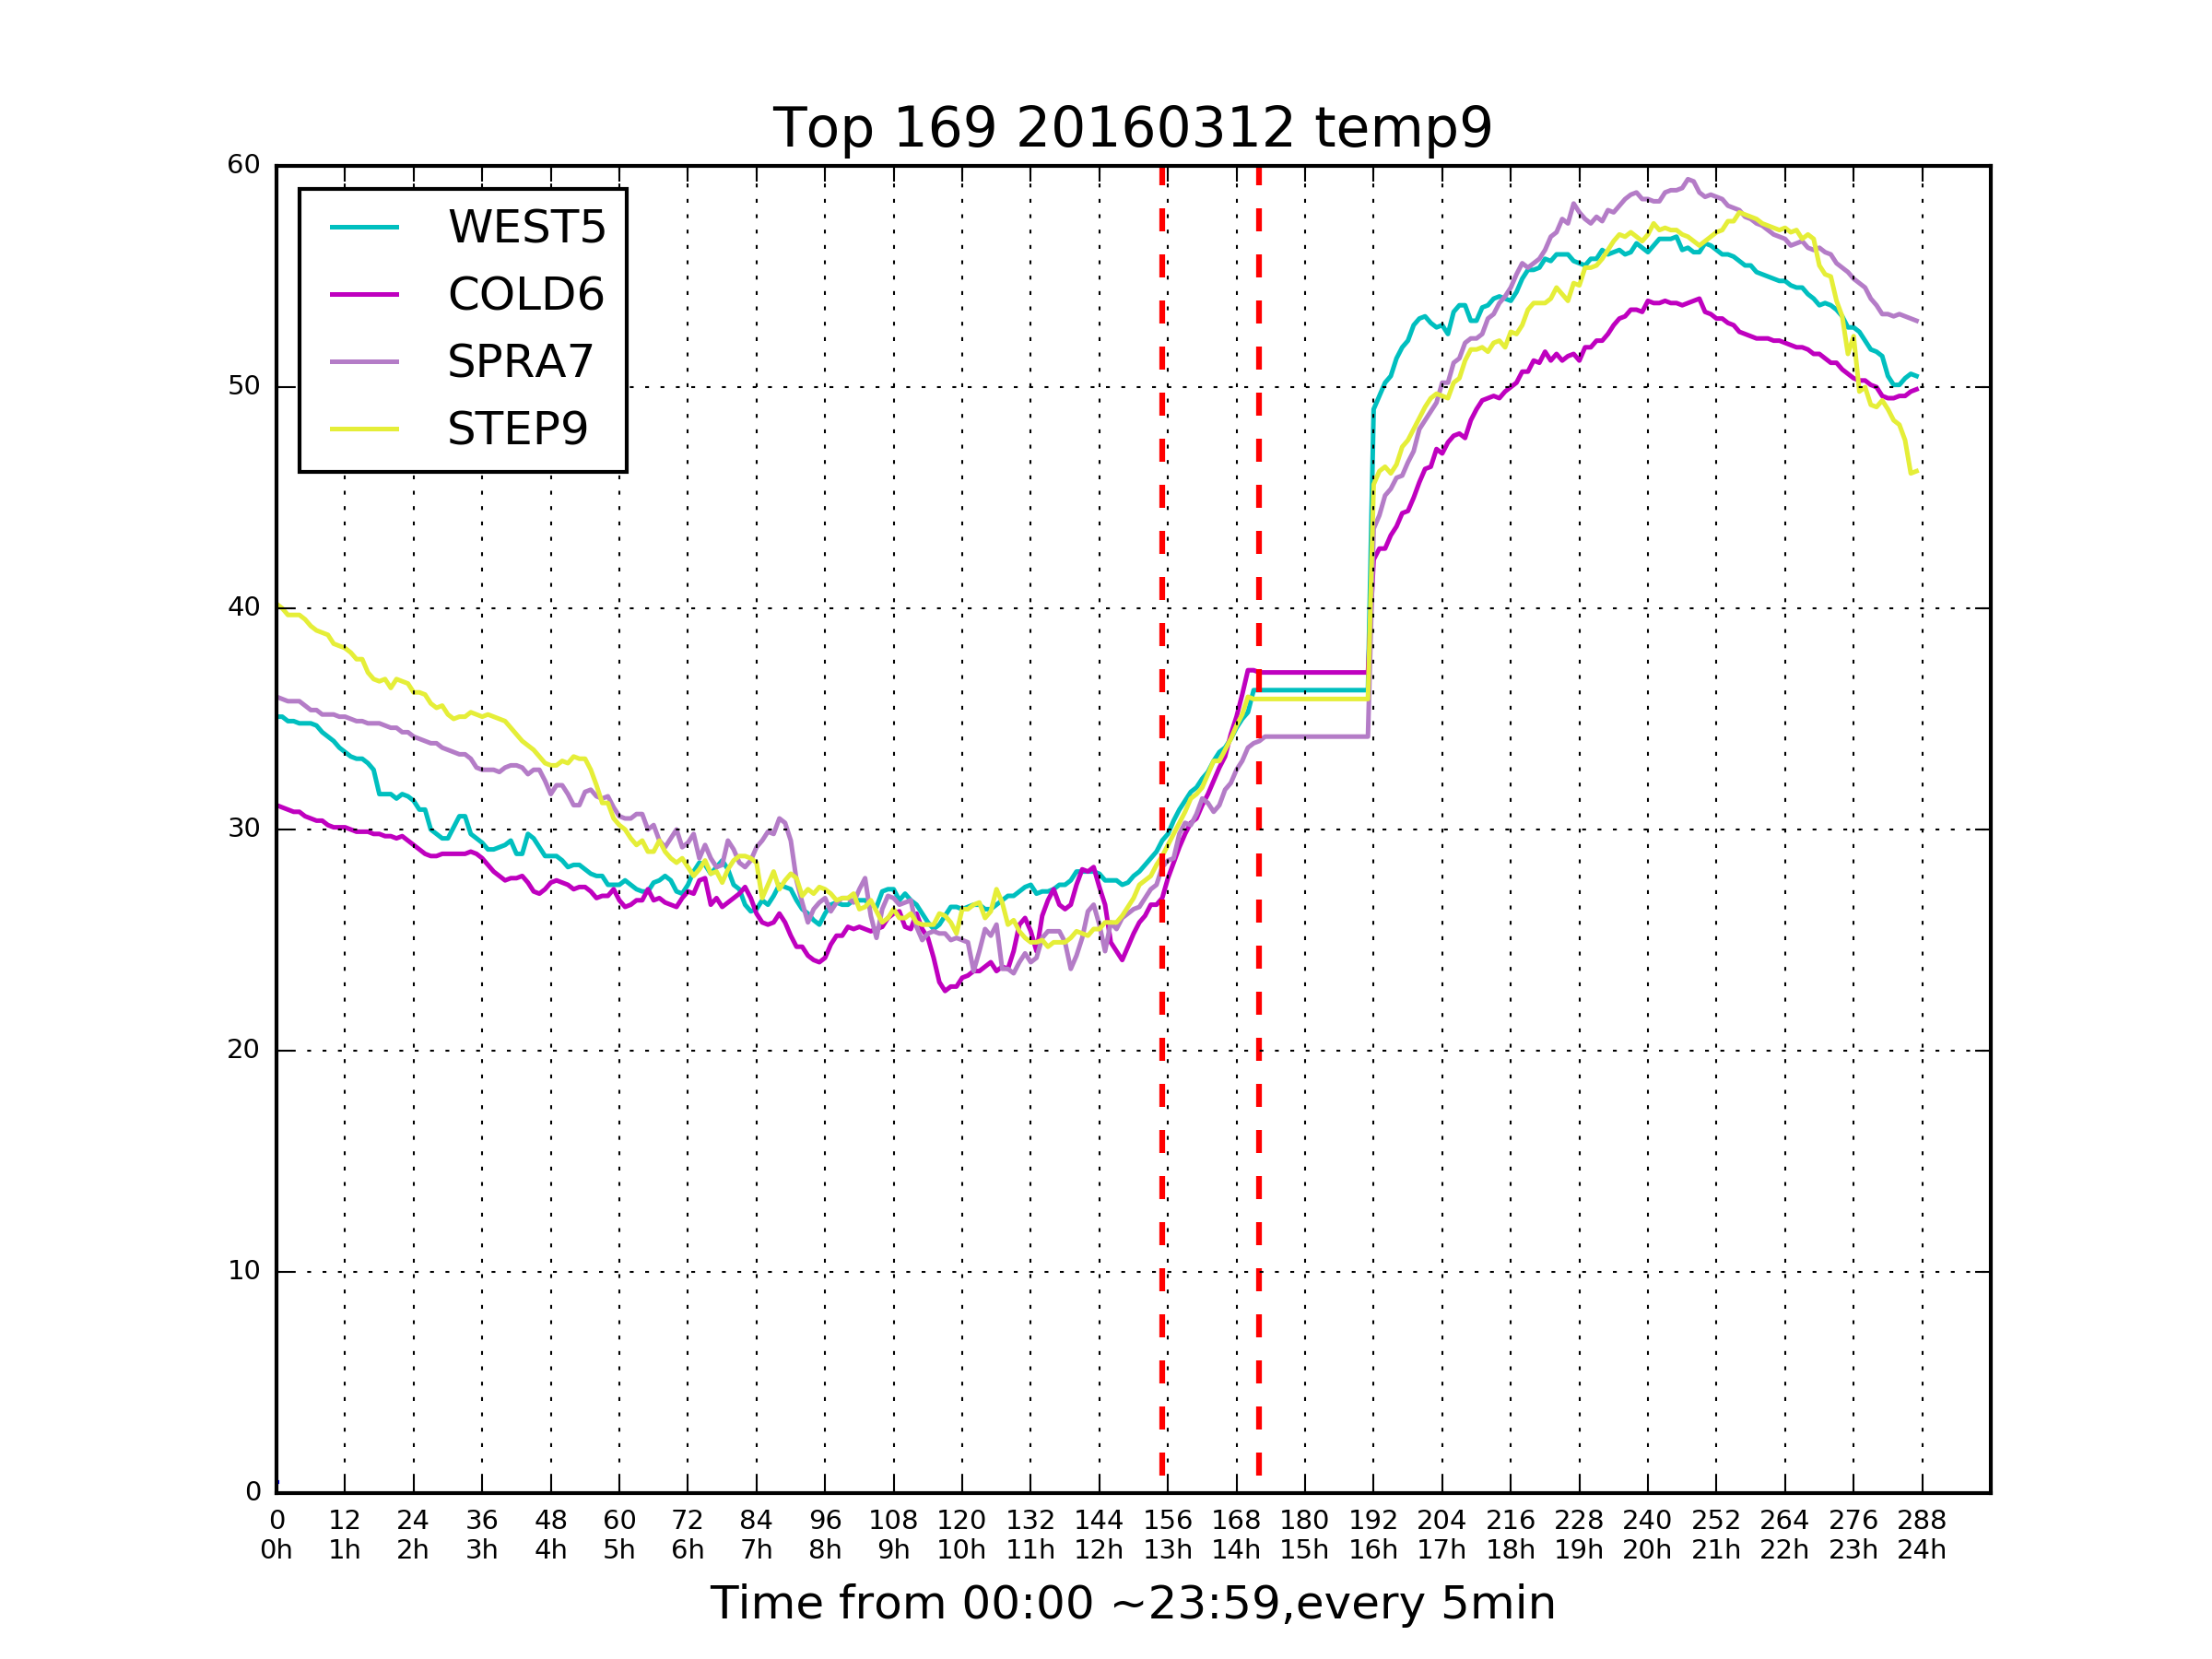 Top 169 20160312 temp9
60
50
40
30
20
10
0
WEST5
COLD6
SPRA7
STEP9
0 12 24 36 48 60 72 84 96 108 120 132 144 156 168 180 192 204 216 228 240 252 264 276 288
0h 1h 2h 3h 4h 5h 6h 7h 8h 9h 10h 11h 12h 13h 14h 15h 16h 17h 18h 19h 20h 21h 22h 23h 24h
Time from 00:00 ~23:59,every 5min